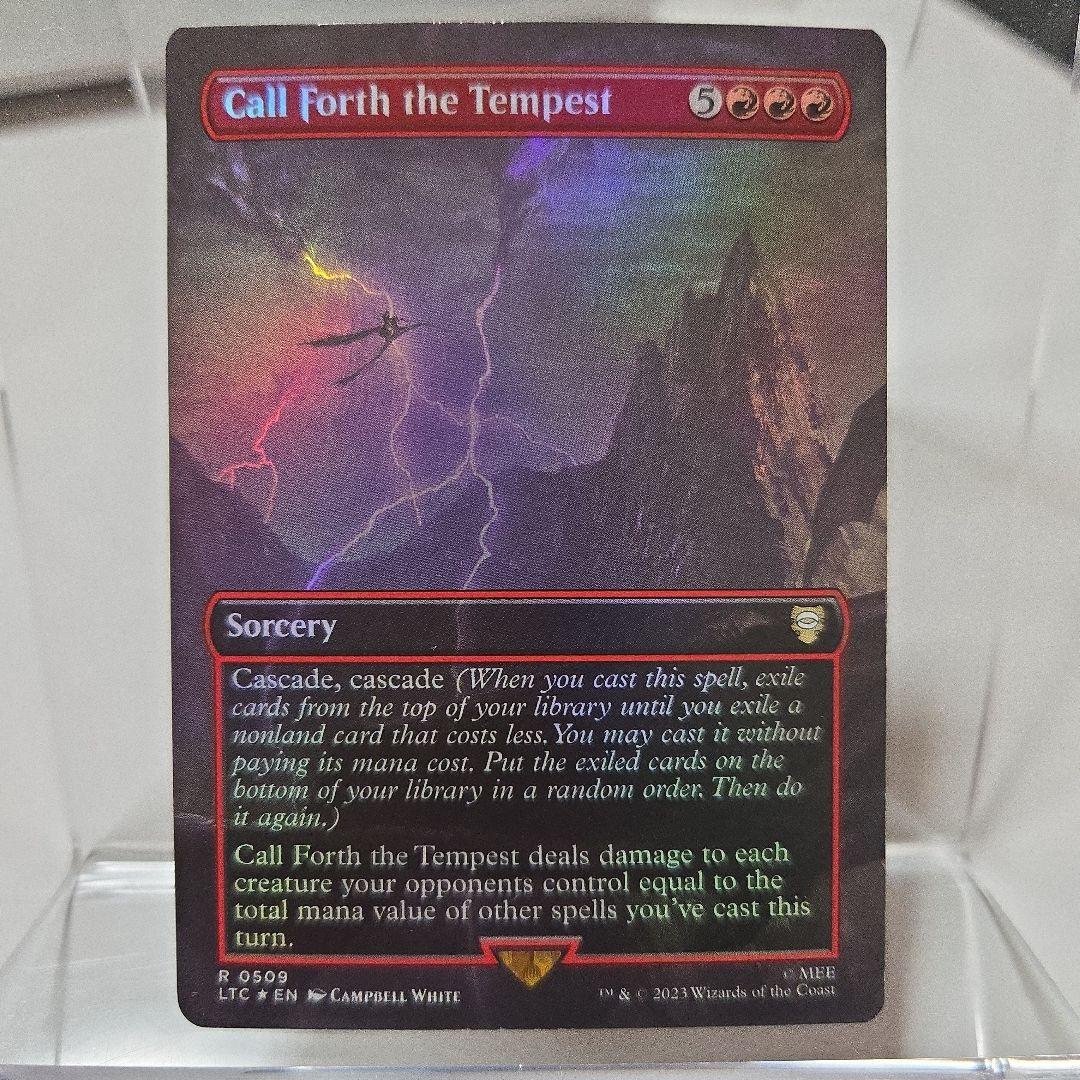 Call Forth the Tempest 5
Sorcery
Cascade, cascade (When you cast this spell, exile
cards from the top of your library until you exile a
nonland card that costs less. You may cast it without
paying its mana cost. Put the exiled cards on the
bottom of your library in a random order. Then do
it again.)
Call Forth the Tempest deals damage to each
creature your opponents control equal to the
total mana value of other spells you've cast this
turn.
R 0509
LTC ★ EN CAMPBELL WHITE
© MEE
™ & © 2023 Wizards of the Coast